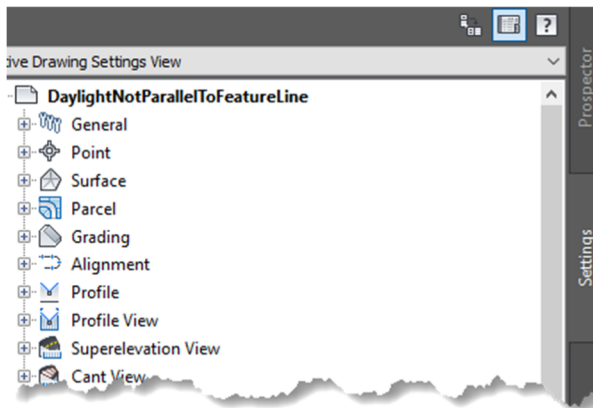 ?
tive Drawing Settings View
DaylightNotParallelToFeatureLine
General
Point
Surface
Parcel
Grading
Alignment
Profile
Profile View
Superelevation View
Cant View
Prospector
Settings